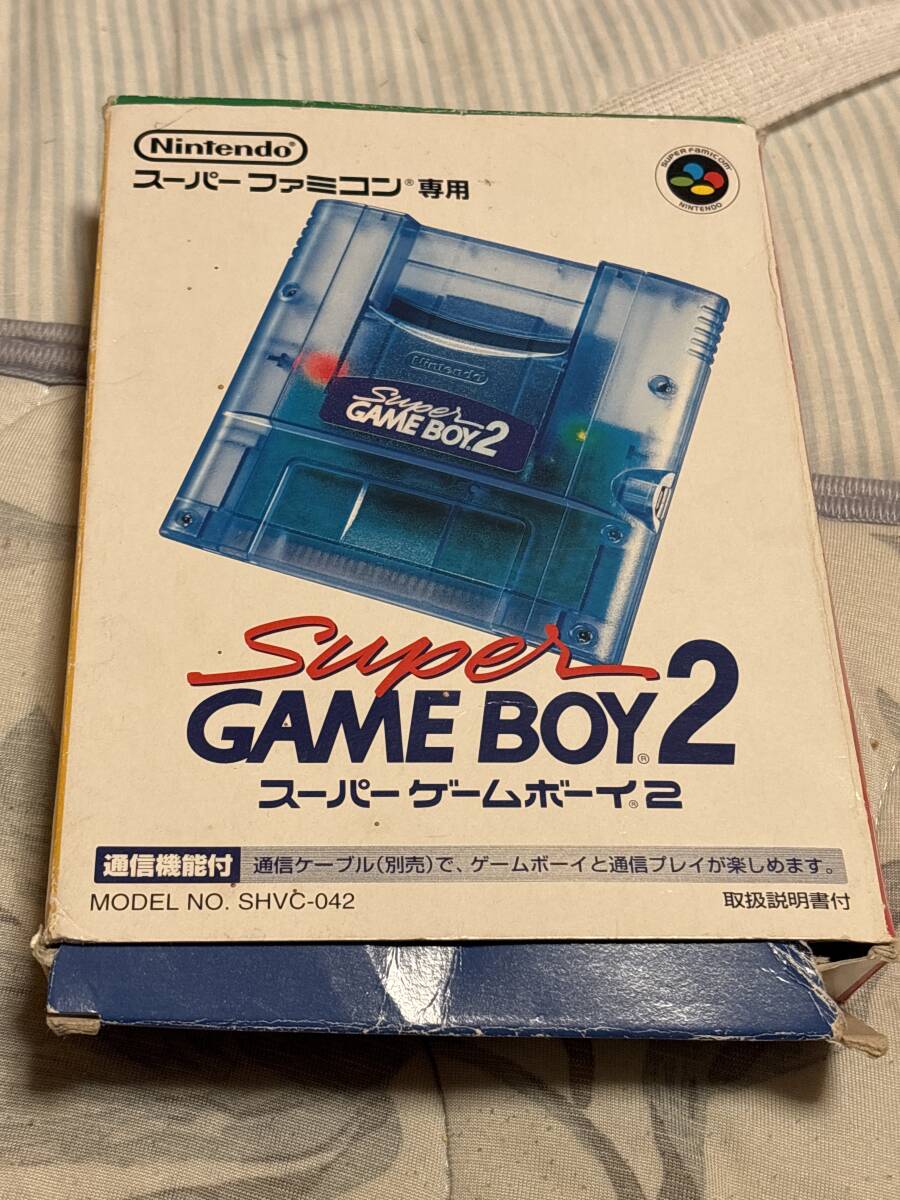 Nintendo
スーパーファミコン®専用
SUPER FAMICOM
NINTENDO
Nintendo
Super
GAME BOY.2
Super
GAME BOY®2
スーパーゲームボーイ®2
通信機能付 通信ケーブル(別売)で、ゲームボーイと通信プレイが楽しめます。
MODEL NO. SHVC-042 取扱説明書付